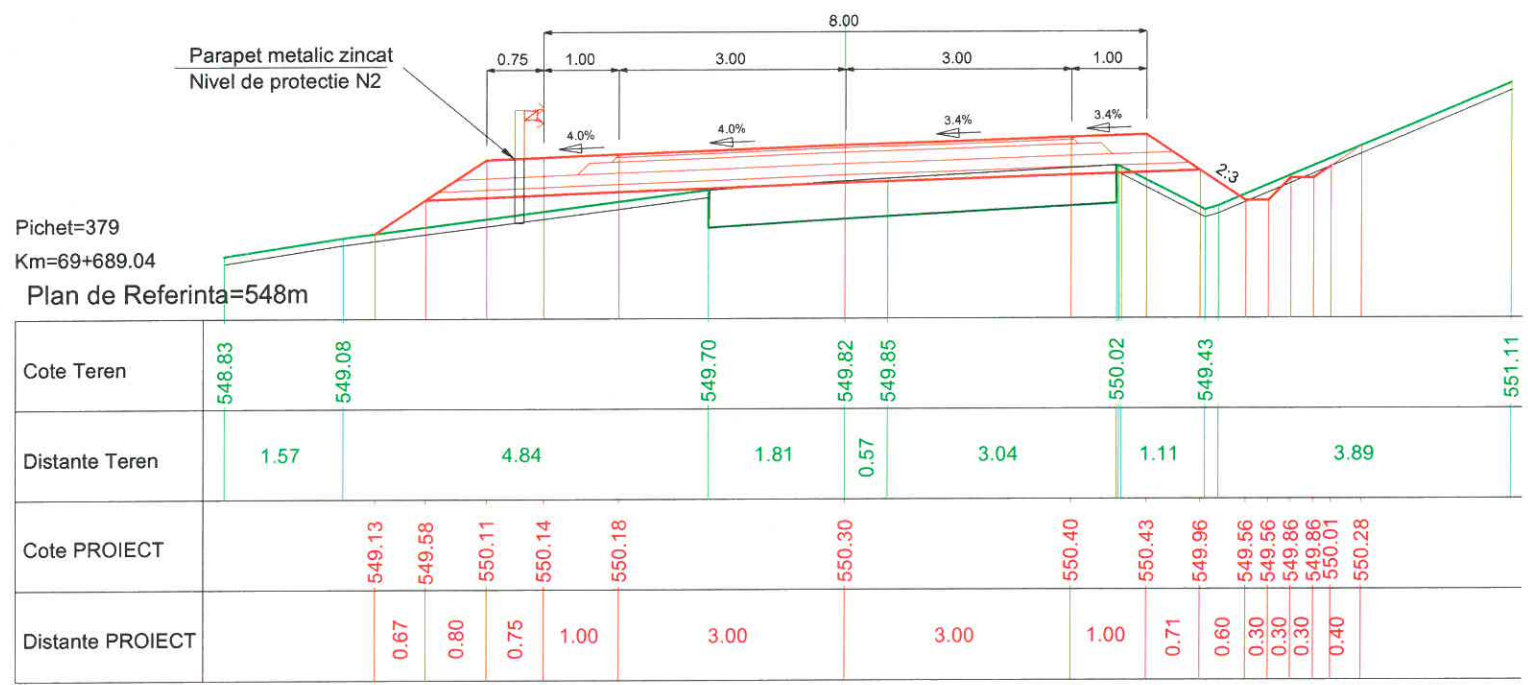 8.00
Parapet metalic zincat
Nivel de protectie N2
0.75 1.00 3.00 3.00 1.00
4.0% 4.0% 3.4% 3.4%
2:3
Pichet=379
Km=69+689.04
Plan de Referinta=548m
Cote Teren 548.83 549.08 549.70 549.82 549.85 550.02 549.43 551.11
Distante Teren 1.57 4.84 1.81 0.57 3.04 1.11 3.89
Cote PROIECT 549.13 549.58 550.11 550.14 550.18 550.30 550.40 550.43 549.96 549.56 549.56 549.86 549.86 550.01 550.28
Distante PROIECT 0.67 0.80 0.75 1.00 3.00 3.00 1.00 0.71 0.60 0.30 0.30 0.30 0.40